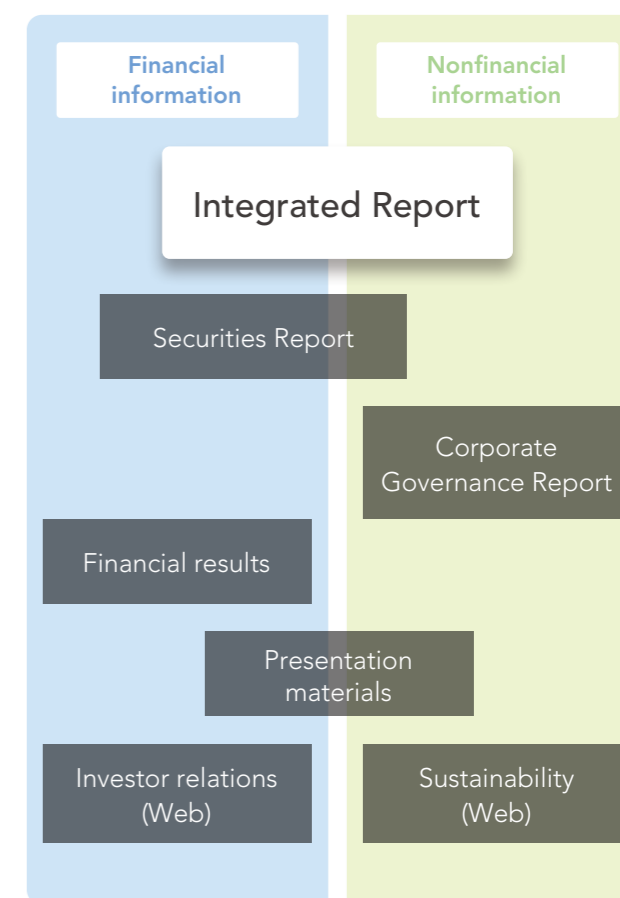 Financial
information
Nonfinancial
information
Integrated Report
Securities Report
Corporate
Governance Report
Financial results
Presentation
materials
Investor relations
(Web)
Sustainability
(Web)